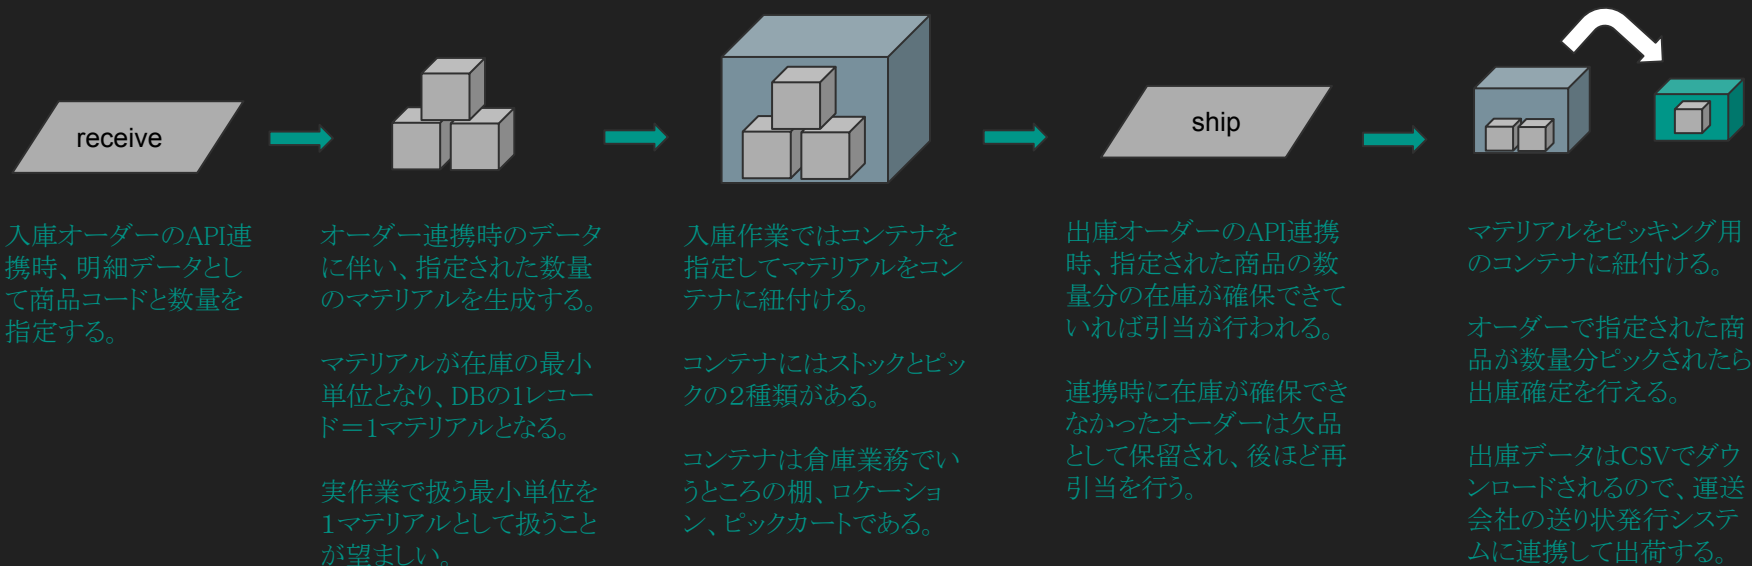 receive
入庫オーダーのAPI連
携時、明細データとし
て商品コードと数量を
指定する。
オーダー連携時のデータ
に伴い、指定された数量
のマテリアルを生成する。
マテリアルが在庫の最小
単位となり、DBの1レコー
ド＝1マテリアルとなる。
実作業で扱う最小単位を
1マテリアルとして扱うこと
が望ましい。
入庫作業ではコンテナを
指定してマテリアルをコン
テナに紐付ける。
コンテナにはストックとピッ
クの2種類がある。
コンテナは倉庫業務でい
うところの棚、ロケーショ
ン、ピックカートである。
ship
出庫オーダーのAPI連携
時、指定された商品の数
量分の在庫が確保できて
いれば引当が行われる。
連携時に在庫が確保でき
なかったオーダーは欠品
として保留され、後ほど再
引当を行う。
マテリアルをピッキング用
のコンテナに紐付ける。
オーダーで指定された商
品が数量分ピックされたら
出庫確定を行える。
出庫データはCSVでダウ
ンロードされるので、運送
会社の送り状発行システ
ムに連携して出荷する。